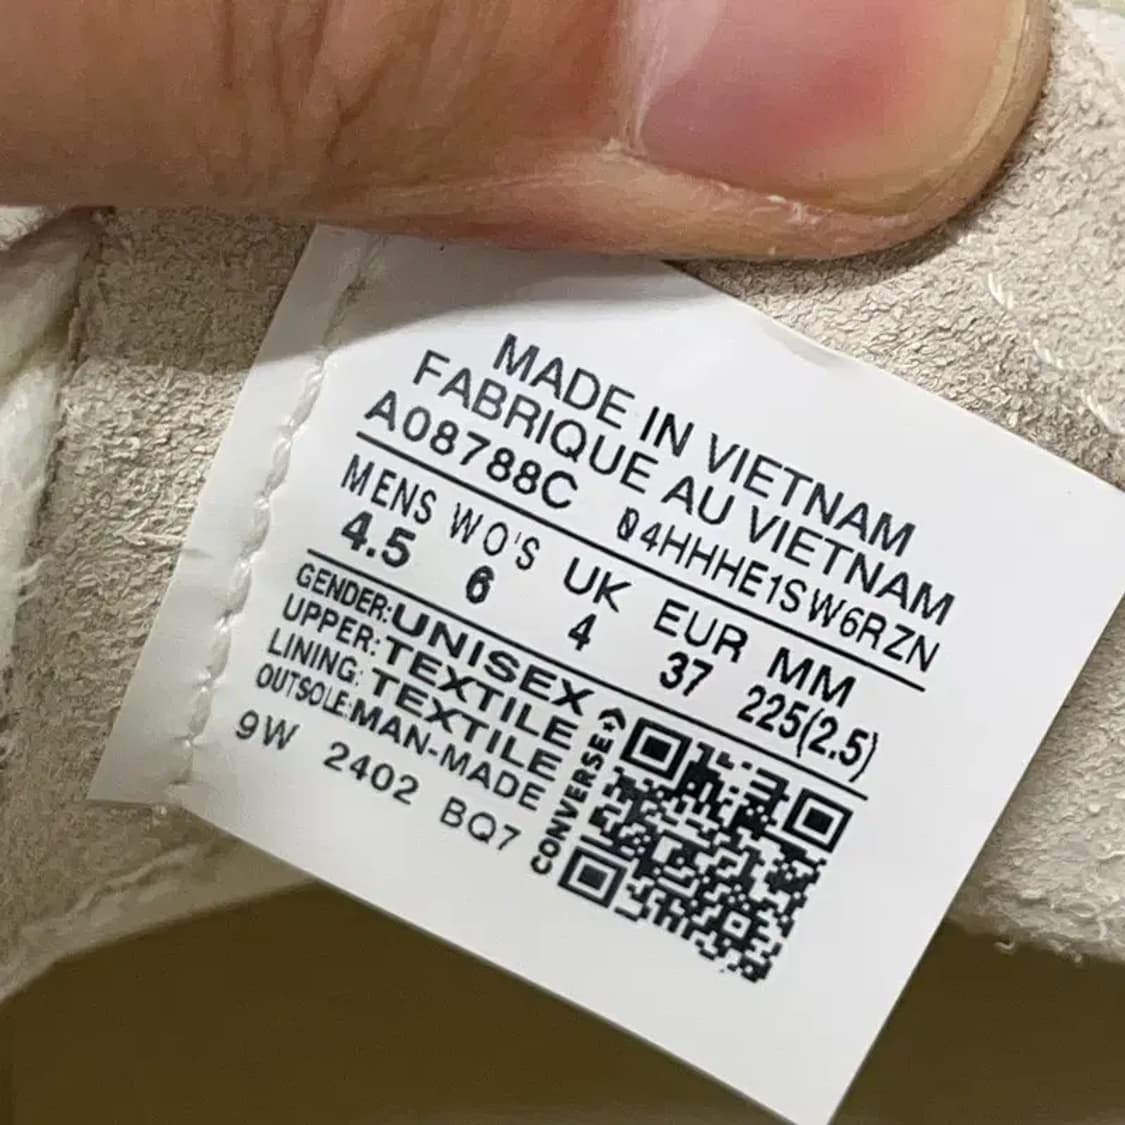 MADE IN VIETNAM
FABRIQUE AU VIETNAM
A08788C 04HHHE1SW6RZN
MENS WO'S UK EUR MM
4.5 6 4 37 225(2.5)
GENDER:UNISEX
UPPER:TEXTILE
LINING:TEXTILE
OUTSOLE:MAN-MADE
9W 2402 BQ7
CONVERSE